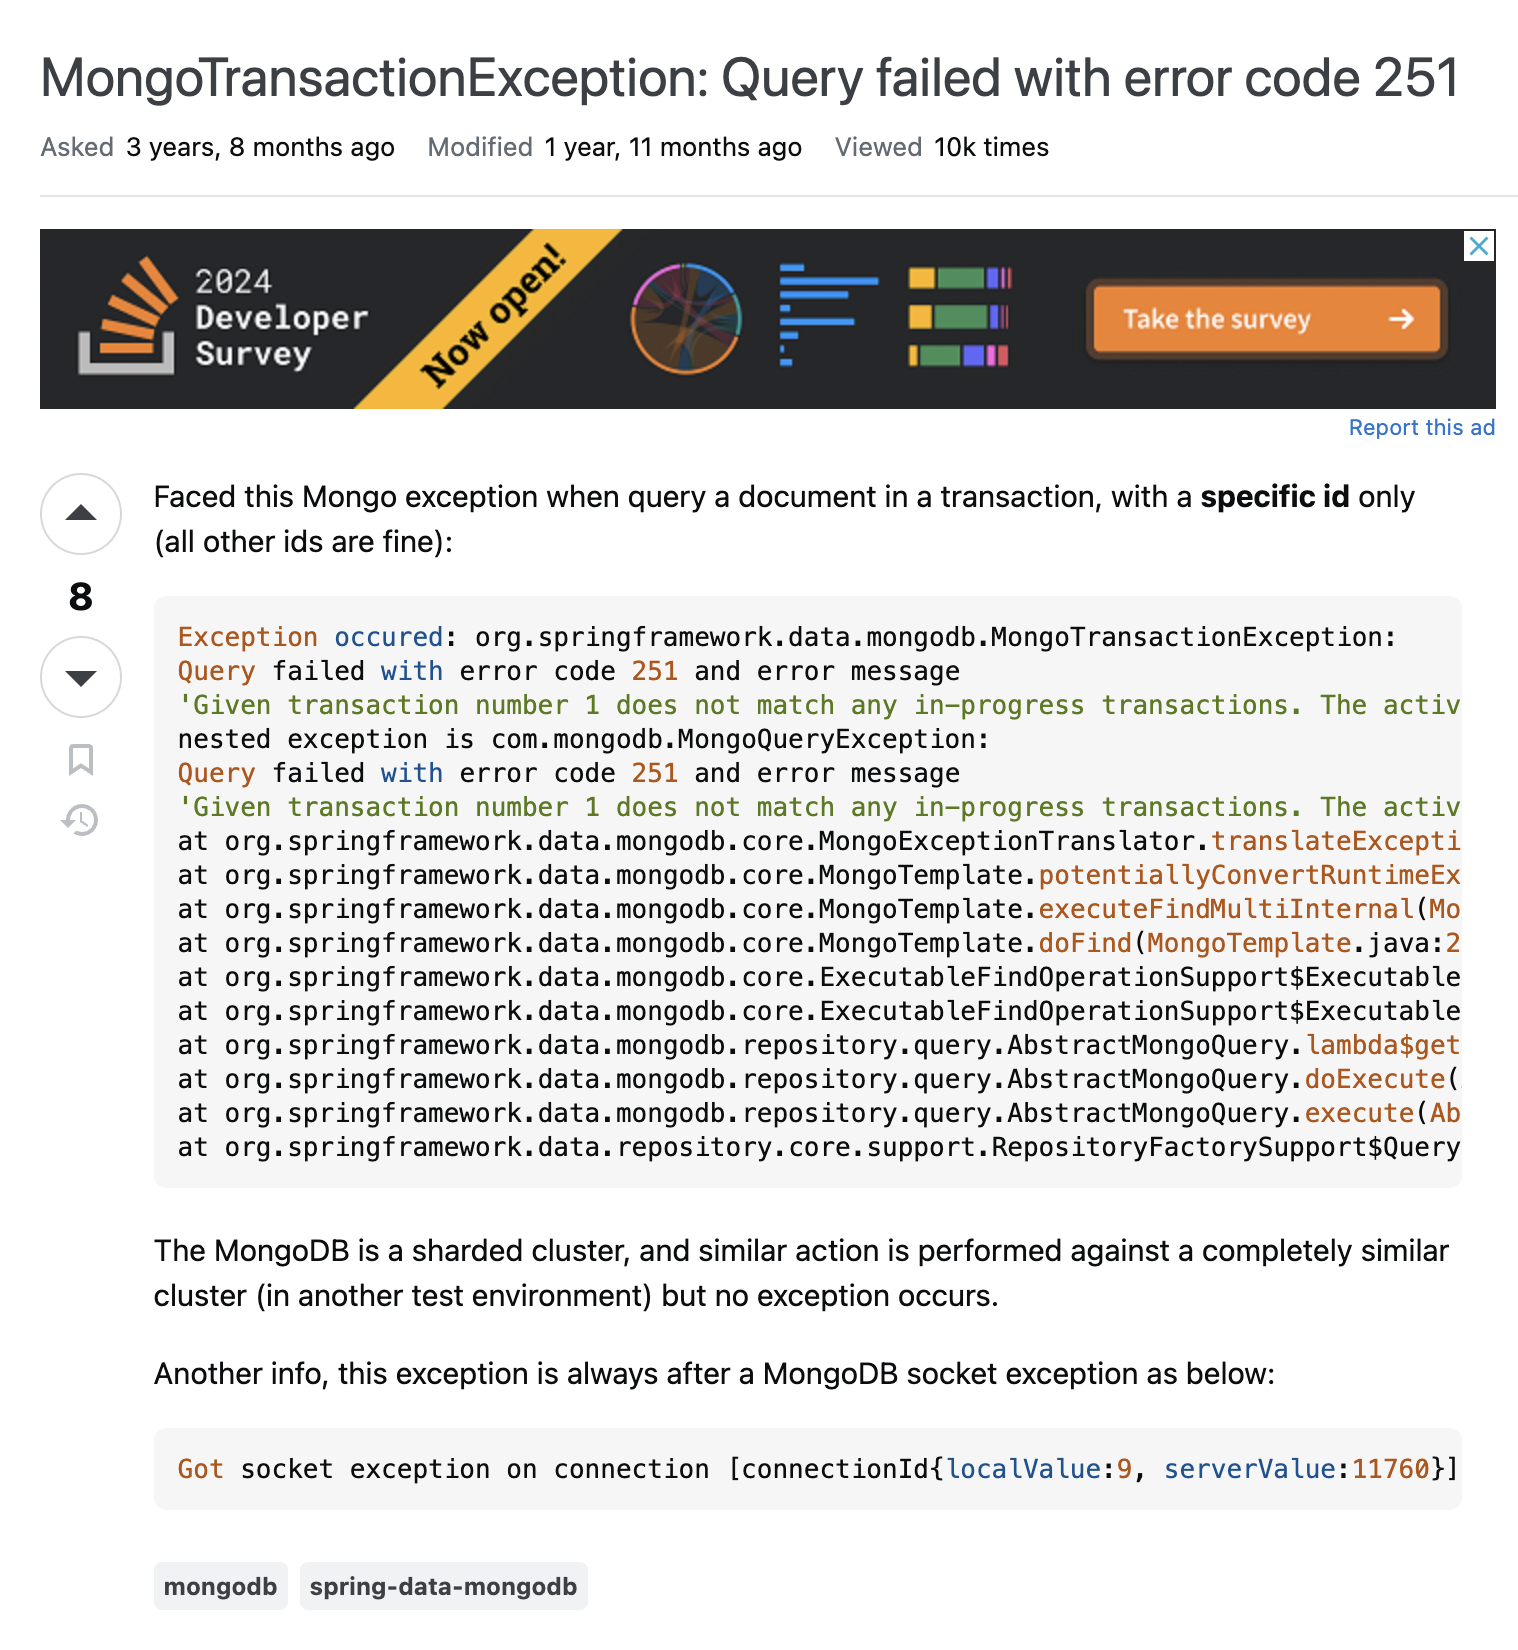 MongoTransactionException: Query failed with error code 251
Asked 3 years, 8 months ago Modified 1 year, 11 months ago Viewed 10k times
2024
Developer
Survey
Now open!
Take the survey
Report this ad
Faced this Mongo exception when query a document in a transaction, with a specific id only
(all other ids are fine):
8
Exception occured: org.springframework.data.mongodb.MongoTransactionException:
Query failed with error code 251 and error message
'Given transaction number 1 does not match any in-progress transactions. The activ
nested exception is com.mongodb.MongoQueryException:
Query failed with error code 251 and error message
'Given transaction number 1 does not match any in-progress transactions. The activ
at org.springframework.data.mongodb.core.MongoExceptionTranslator.translateExcepti
at org.springframework.data.mongodb.core.MongoTemplate.potentiallyConvertRuntimeEx
at org.springframework.data.mongodb.core.MongoTemplate.executeFindMultiInternal(Mo
at org.springframework.data.mongodb.core.MongoTemplate.doFind(MongoTemplate.java:2
at org.springframework.data.mongodb.core.ExecutableFindOperationSupport$Executable
at org.springframework.data.mongodb.core.ExecutableFindOperationSupport$Executable
at org.springframework.data.mongodb.repository.query.AbstractMongoQuery.lambda$get
at org.springframework.data.mongodb.repository.query.AbstractMongoQuery.doExecute(
at org.springframework.data.mongodb.repository.query.AbstractMongoQuery.execute(Ab
at org.springframework.data.repository.core.support.RepositoryFactorySupport$Query
The MongoDB is a sharded cluster, and similar action is performed against a completely similar
cluster (in another test environment) but no exception occurs.
Another info, this exception is always after a MongoDB socket exception as below:
Got socket exception on connection [connectionId{localValue:9, serverValue:11760}]
mongodb spring-data-mongodb